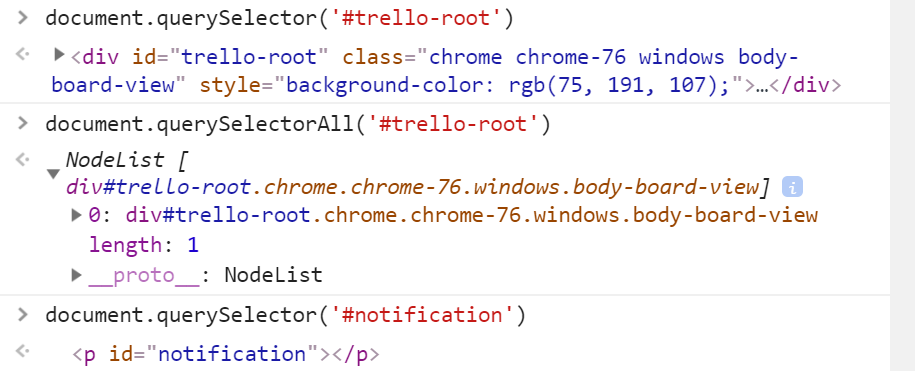 document.querySelector('#trello-root')
<div id="trello-root" class="chrome chrome-76 windows body-
board-view" style="background-color: rgb(75, 191, 107);">…</div>
document.querySelectorAll('#trello-root')
NodeList [
div#trello-root.chrome.chrome-76.windows.body-board-view]
0: div#trello-root.chrome.chrome-76.windows.body-board-view
length: 1
__proto__: NodeList
document.querySelector('#notification')
<p id="notification"></p>